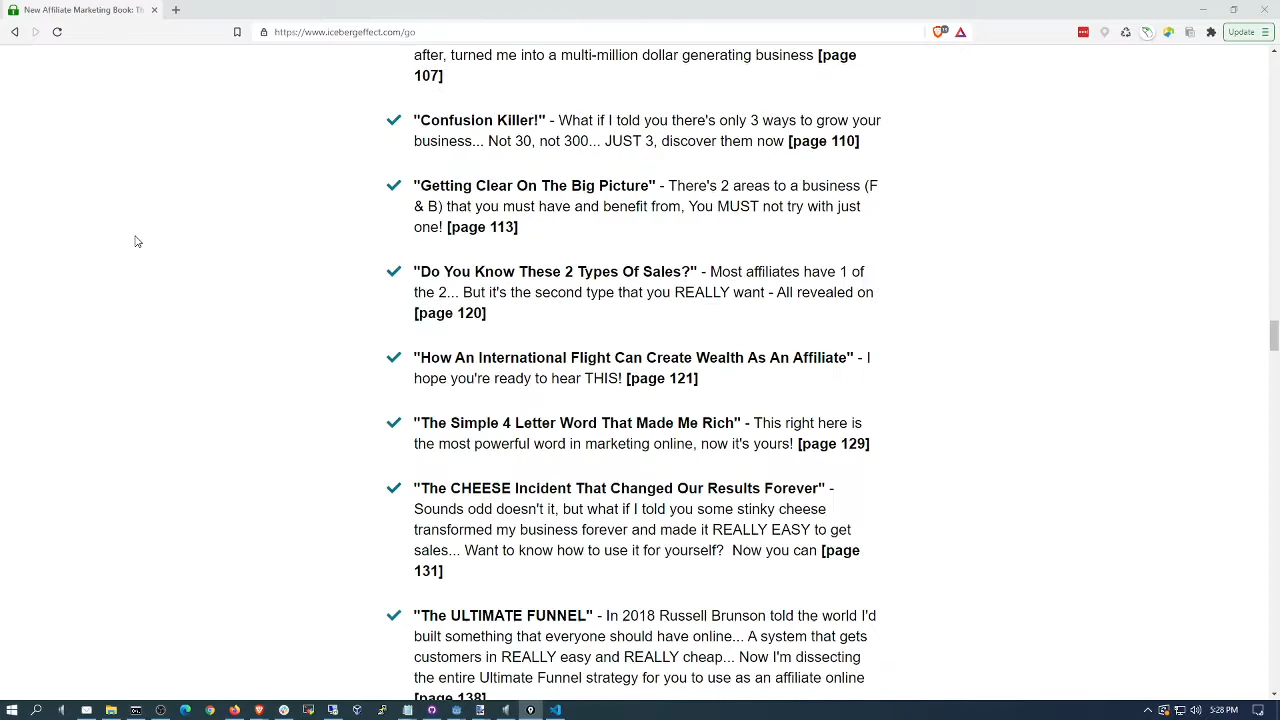 New Affiliate Marketing Book: Th
https://www.icebergeffect.com/go
Update
after, turned me into a multi-million dollar generating business [page
107]
"Confusion Killer!" - What if I told you there's only 3 ways to grow your
business... Not 30, not 300... JUST 3, discover them now [page 110]
"Getting Clear On The Big Picture" - There's 2 areas to a business (F
& B) that you must have and benefit from, You MUST not try with just
one! [page 113]
"Do You Know These 2 Types Of Sales?" - Most affiliates have 1 of
the 2... But it's the second type that you REALLY want - All revealed on
[page 120]
"How An International Flight Can Create Wealth As An Affiliate" - I
hope you're ready to hear THIS! [page 121]
"The Simple 4 Letter Word That Made Me Rich" - This right here is
the most powerful word in marketing online, now it's yours! [page 129]
"The CHEESE Incident That Changed Our Results Forever" -
Sounds odd doesn't it, but what if I told you some stinky cheese
transformed my business forever and made it REALLY EASY to get
sales... Want to know how to use it for yourself?  Now you can [page
131]
"The ULTIMATE FUNNEL" - In 2018 Russell Brunson told the world I'd
built something that everyone should have online... A system that gets
customers in REALLY easy and REALLY cheap... Now I'm dissecting
the entire Ultimate Funnel strategy for you to use as an affiliate online
[page 138]
5:28 PM